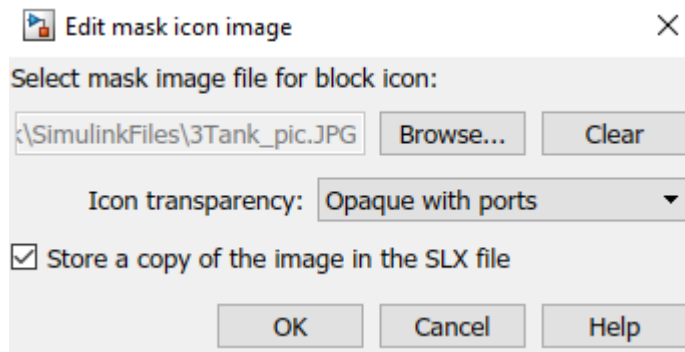 Edit mask icon image
Select mask image file for block icon:
\SimulinkFiles\3Tank_pic.JPG Browse... Clear
Icon transparency: Opaque with ports
Store a copy of the image in the SLX file
OK Cancel Help